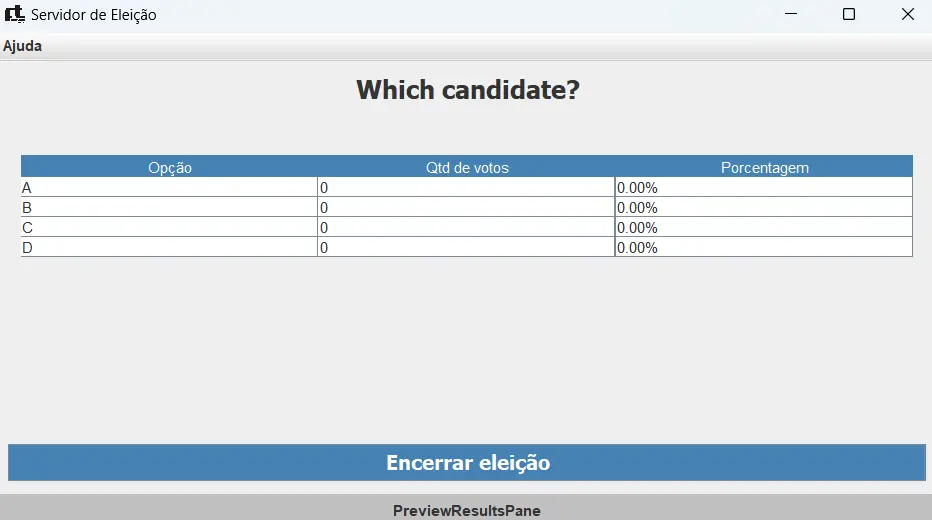 Servidor de Eleição
Ajuda
Which candidate?
Opção Qtd de votos Porcentagem
A 0 0.00%
B 0 0.00%
C 0 0.00%
D 0 0.00%
Encerrar eleição
PreviewResultsPane